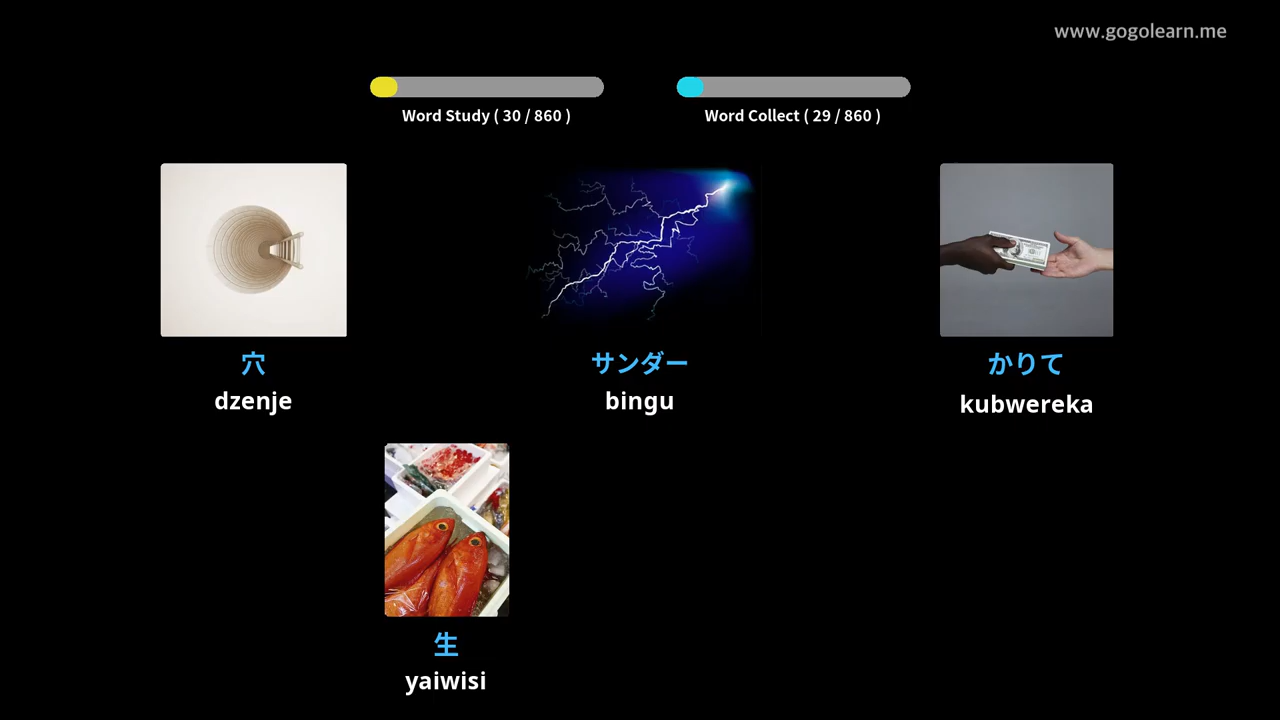 www.gogolearn.me
Word Study ( 30 / 860 )
Word Collect ( 29 / 860 )
穴
dzenje
サンダー
bingu
かりて
kubwereka
生
yaiwisi